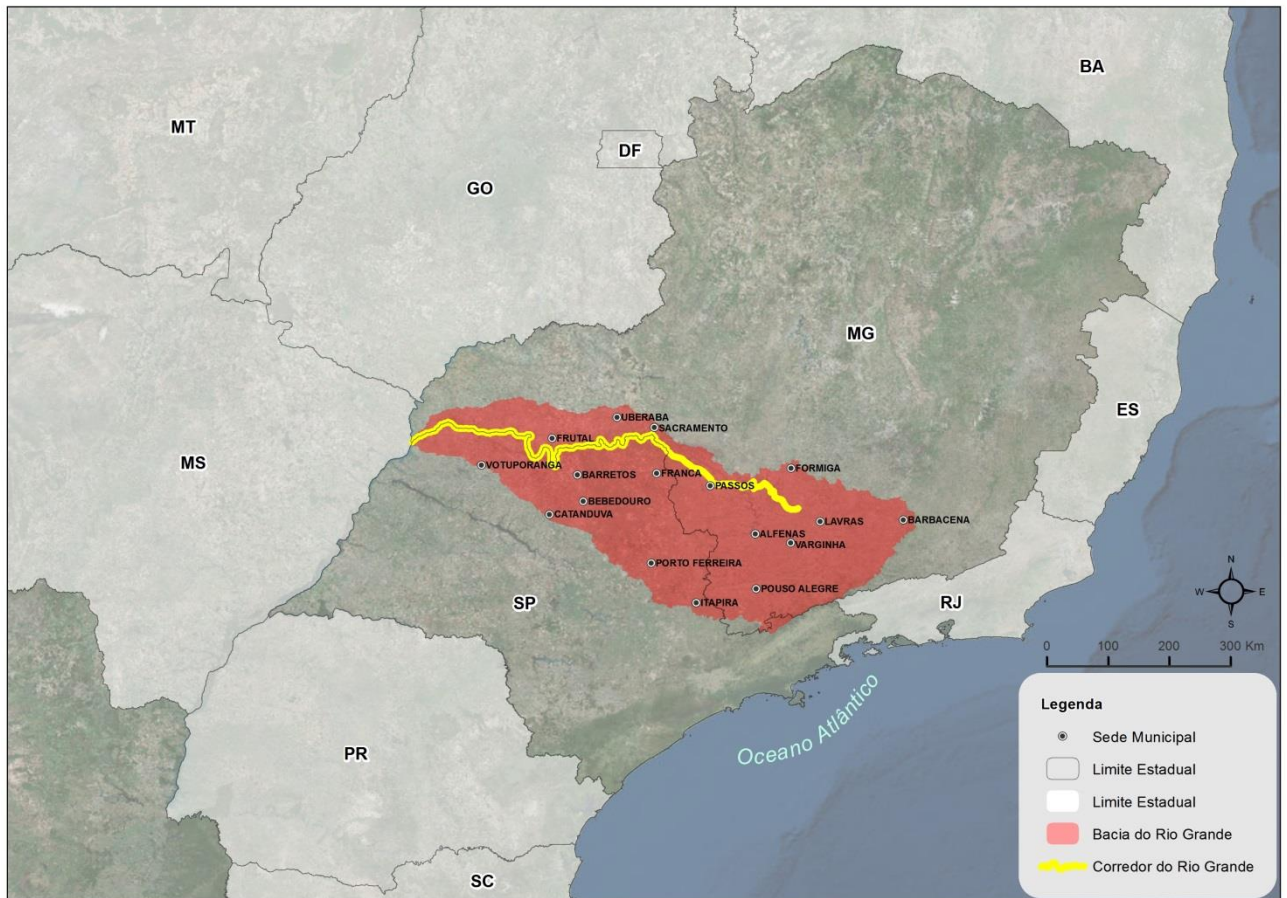 BA
MT
DF
GO
MG
ES
MS
UBERABA
SACRAMENTO
FRUTAL
VOTUPORANGA
BARRETOS
FRANCA
FORMIGA
PASSOS
BEBEDOURO
CATANDUVA
LAVRAS
BARBACENA
ALFENAS
VARGINHA
PORTO FERREIRA
POUSO ALEGRE
ITAPIRA
SP
RJ
N
W E
S
0 100 200 300 Km
Oceano Atlântico
PR
SC
Legenda
Sede Municipal
Limite Estadual
Limite Estadual
Bacia do Rio Grande
Corredor do Rio Grande